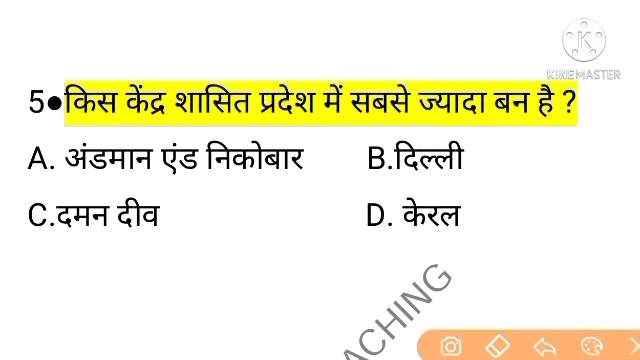 KINEMASTER
5●किस केंद्र शासित प्रदेश में सबसे ज्यादा बन है ?
A. अंडमान एंड निकोबार B.दिल्ली
C.दमन दीव D. केरल
ACHING